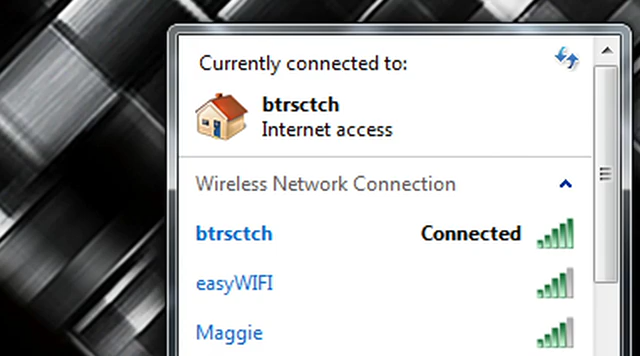 Currently connected to:
btrsctch
Internet access
Wireless Network Connection
btrsctch Connected
easyWIFI
Maggie